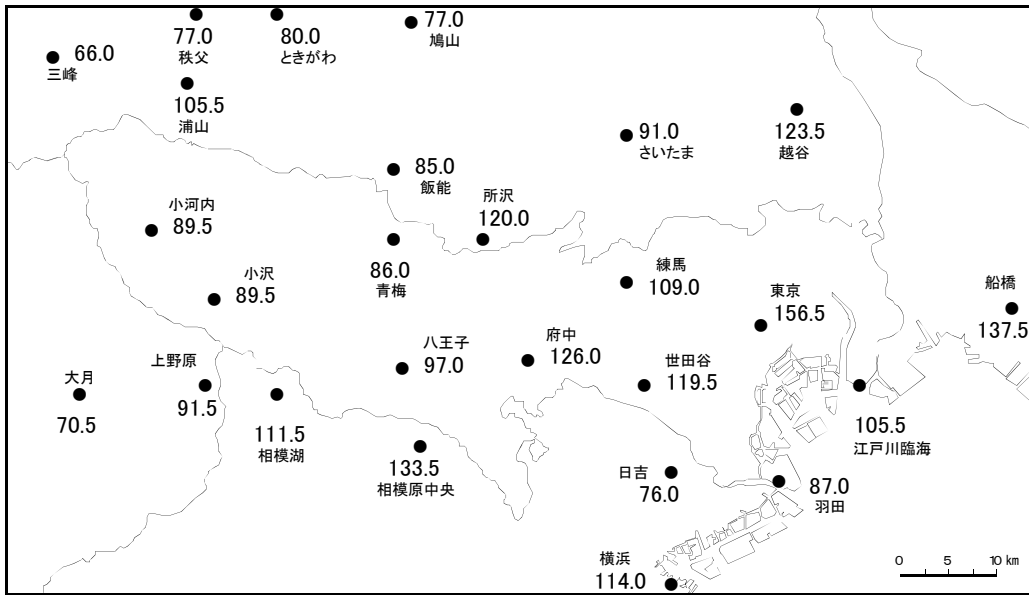 77.0
秩父
80.0
ときがわ
77.0
鳩山
66.0
三峰
105.5
浦山
91.0
さいたま
123.5
越谷
85.0
飯能
小河内
89.5
所沢
120.0
86.0
青梅
小沢
89.5
練馬
109.0
東京
156.5
船橋
137.5
八王子
97.0
府中
126.0
世田谷
119.5
大月
70.5
上野原
91.5
111.5
相模湖
133.5
相模原中央
105.5
江戸川臨海
日吉
76.0
87.0
羽田
横浜
114.0
0 5 10 km